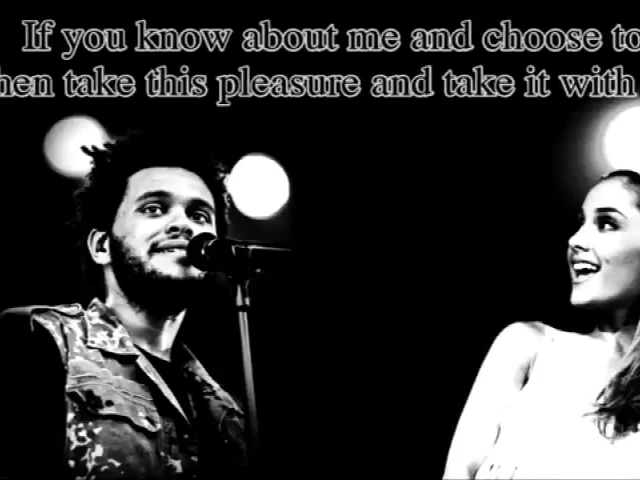 If you know about me and choose to
hen take this pleasure and take it with